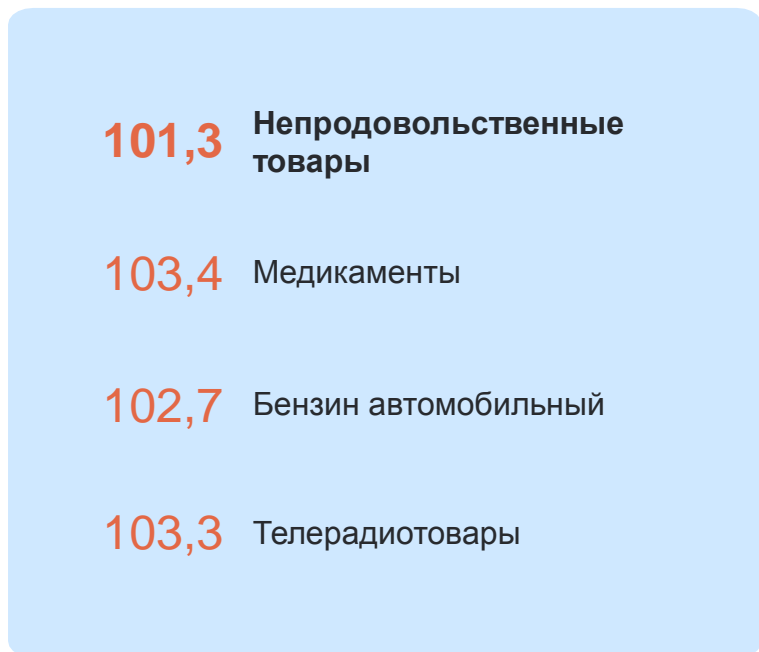 101,3 Непродовольственные
товары
103,4 Медикаменты
102,7 Бензин автомобильный
103,3 Телерадиотовары